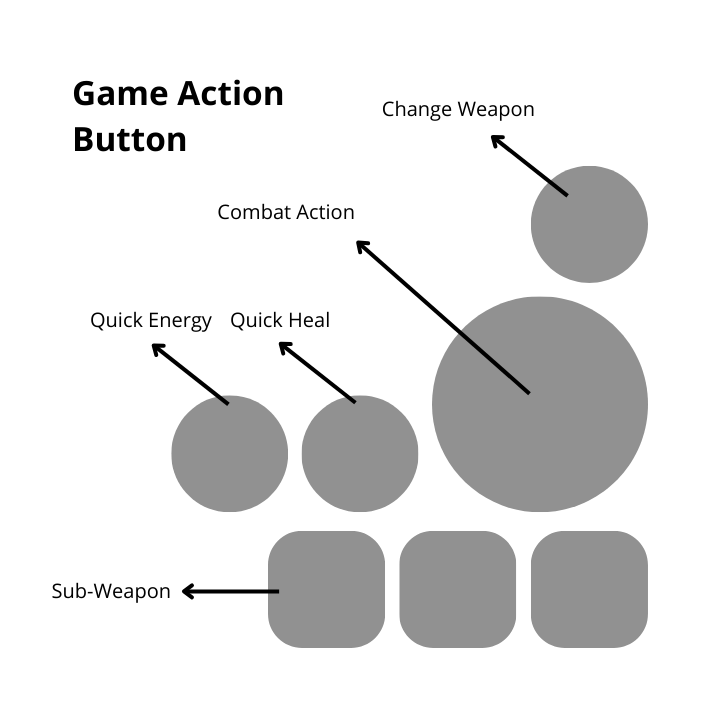 Game Action
Button
Change Weapon
Combat Action
Quick Energy
Quick Heal
Sub-Weapon